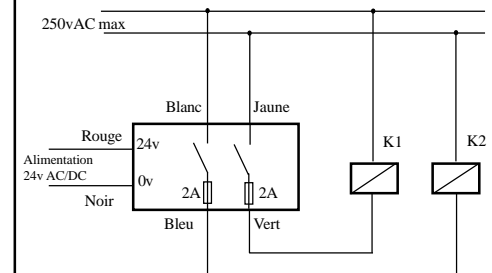 250vAC max
Blanc Jaune
Rouge 24v K1 K2
Alimentation
24v AC/DC 0v 2A 2A
Noir
Bleu Vert